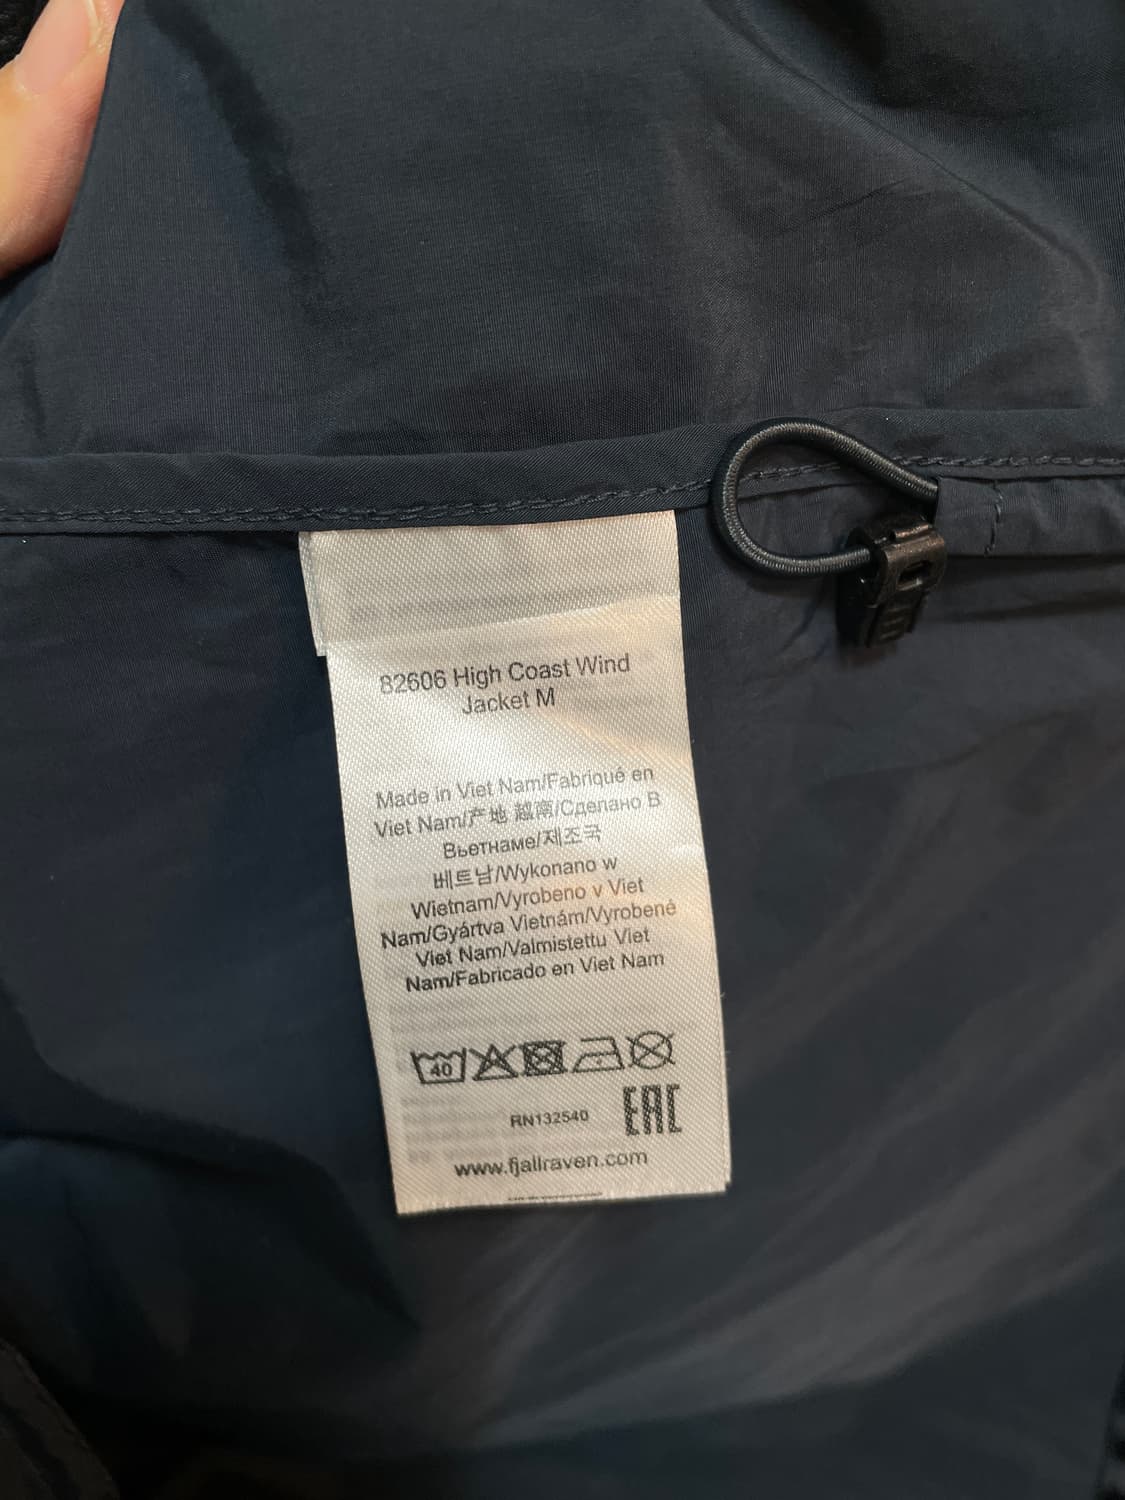 82606 High Coast Wind
Jacket M
Made in Viet Nam/Fabriqué en
Viet Nam/产地 越南/Сделано В
Вьетнаме/제조국
베트남/Wykonano w
Wietnam/Vyrobeno v Viet
Nam/Gyártva Vietnám/Vyrobené
Viet Nam/Valmistettu Viet
Nam/Fabricado en Viet Nam
40
RN132540
EAC
www.fjallraven.com